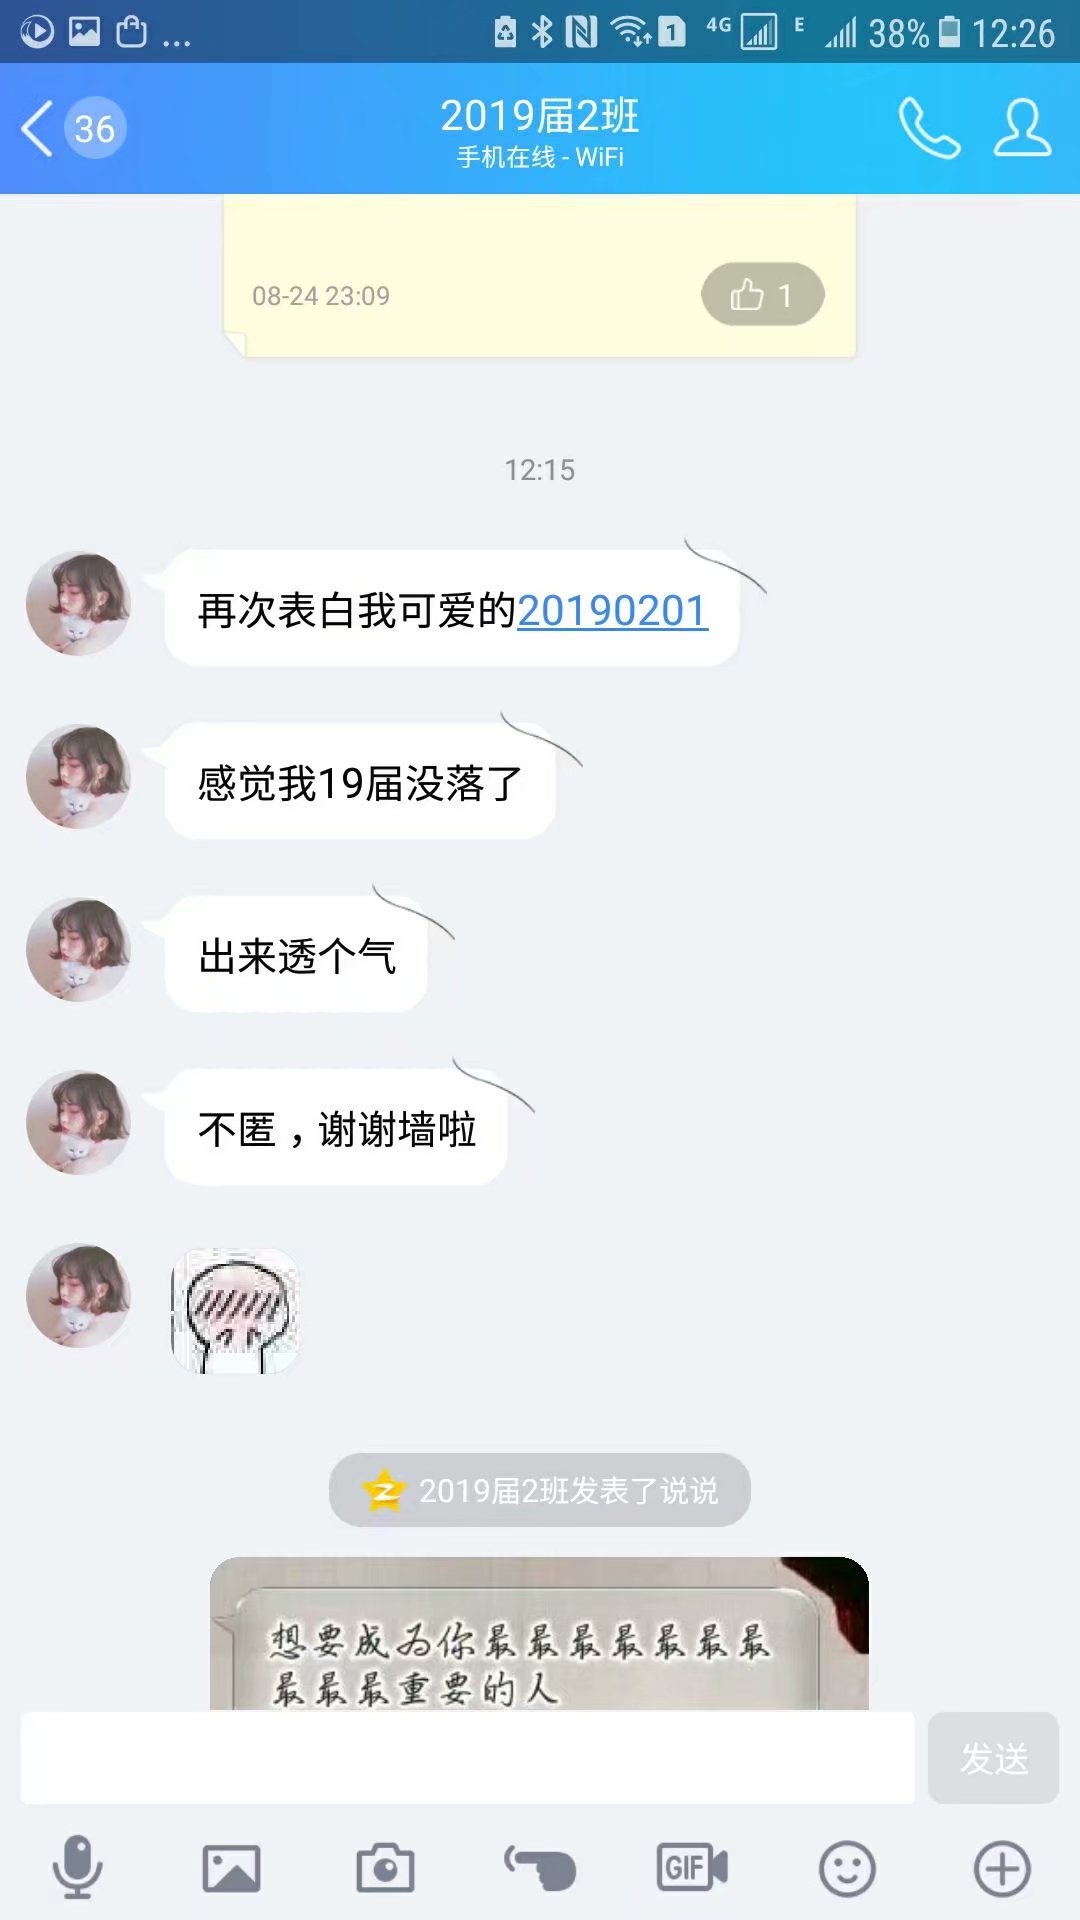 ...
1
4G
E
38%
12:26
36
2019届2班
手机在线 - WiFi
08-24 23:09
1
12:15
再次表白我可爱的20190201
感觉我19届没落了
出来透个气
不匿，谢谢墙啦
2019届2班发表了说说
想要成为你最最最最最最最
最最最重要的人
发送
GIF